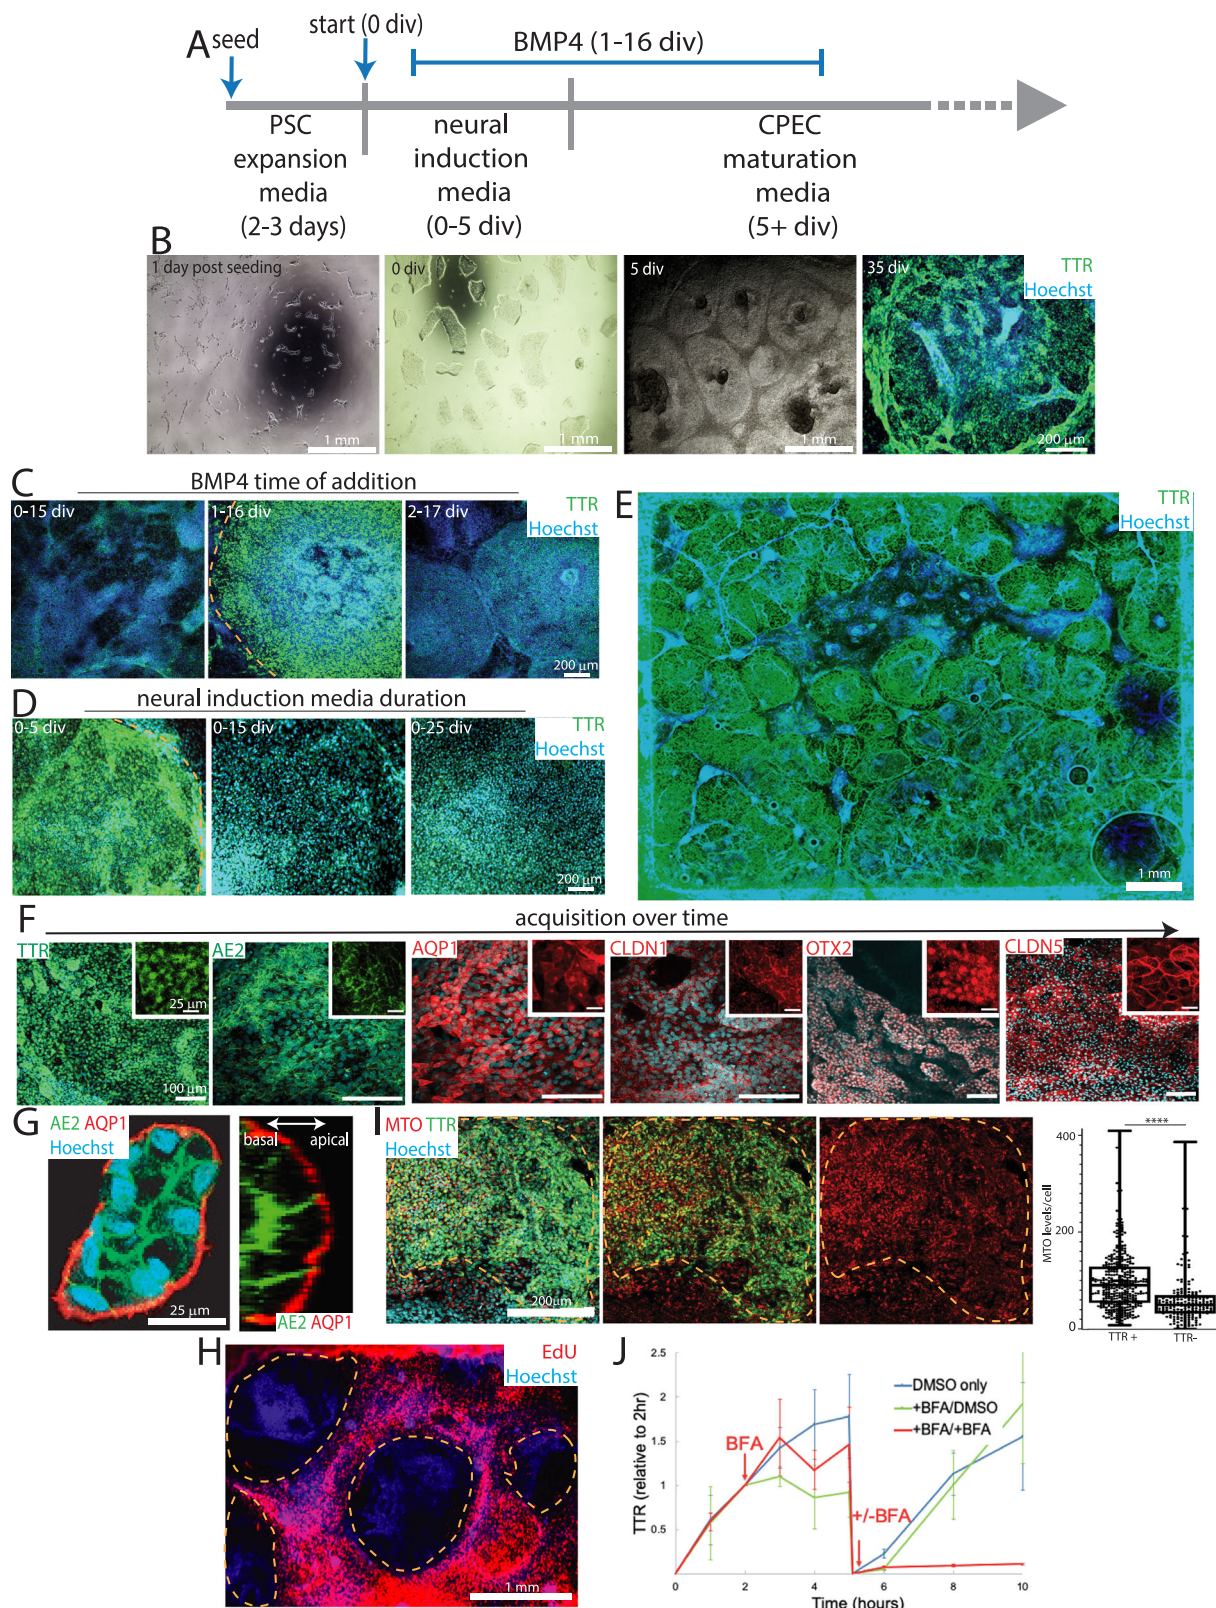 A
seed
start (0 div)
BMP4 (1-16 div)
PSC
expansion
media
(2-3 days)
neural
induction
media
(0-5 div)
CPEC
maturation
media
(5+ div)
B
1 day post seeding
1 mm
0 div
1 mm
5 div
1 mm
35 div
TTR
Hoechst
200 µm
C
BMP4 time of addition
0-15 div
1-16 div
2-17 div
TTR
Hoechst
200 µm
D
neural induction media duration
0-5 div
0-15 div
0-25 div
TTR
Hoechst
200 µm
E
TTR
Hoechst
1 mm
F
acquisition over time
TTR
25 µm
100 µm
AE2
AQP1
CLDN1
OTX2
CLDN5
G
AE2 AQP1
Hoechst
25 µm
basal
apical
AE2 AQP1
I
MTO TTR
Hoechst
200µm
MTO levels/cell
400
200
0
****
TTR +
TTR-
H
EdU
Hoechst
1 mm
J
TTR (relative to 2hr)
2.5
2
1.5
1
0.5
BFA
+/-BFA
DMSO only
+BFA/DMSO
+BFA/+BFA
0
2
4
6
8
10
Time (hours)